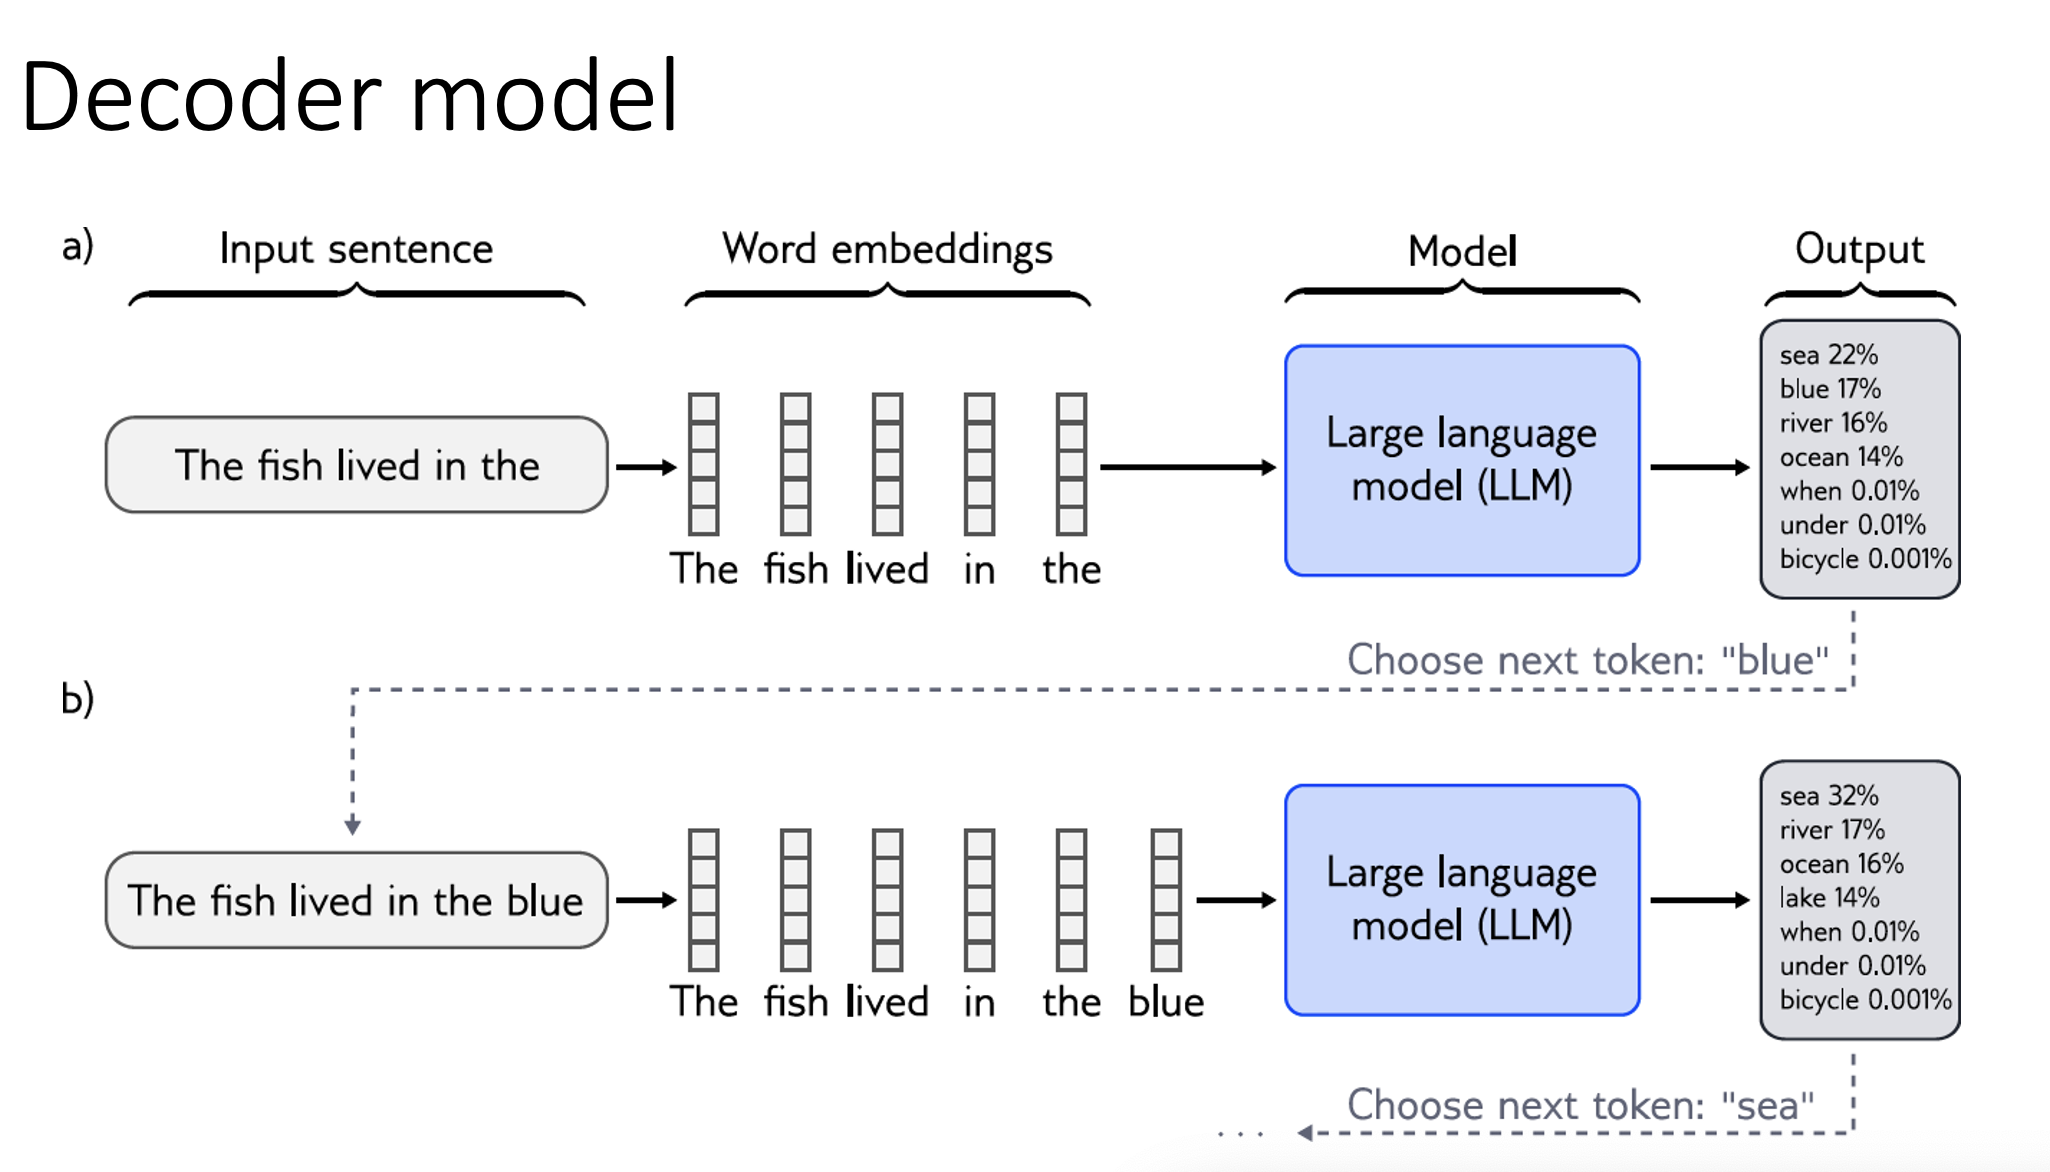 Decoder model
a)
Input sentence
Word embeddings
Model
Output
The fish lived in the
The fish lived in the
Large language
model (LLM)
sea 22%
blue 17%
river 16%
ocean 14%
when 0.01%
under 0.01%
bicycle 0.001%
Choose next token: "blue"
b)
The fish lived in the blue
The fish lived in the blue
Large language
model (LLM)
sea 32%
river 17%
ocean 16%
lake 14%
when 0.01%
under 0.01%
bicycle 0.001%
Choose next token: "sea"
. . .